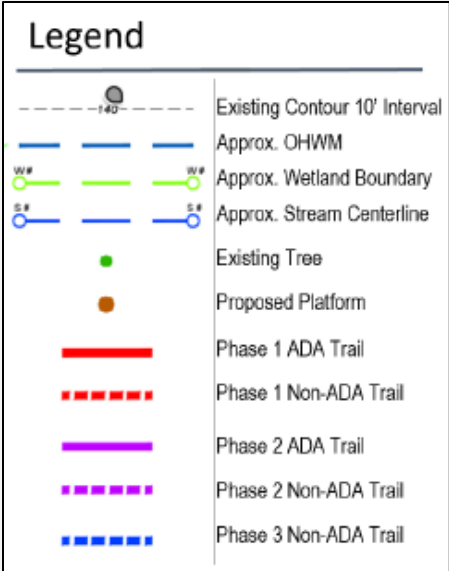 Legend
140
Existing Contour 10' Interval
Approx. OHWM
W# W#
Approx. Wetland Boundary
S# S#
Approx. Stream Centerline
Existing Tree
Proposed Platform
Phase 1 ADA Trail
Phase 1 Non-ADA Trail
Phase 2 ADA Trail
Phase 2 Non-ADA Trail
Phase 3 Non-ADA Trail